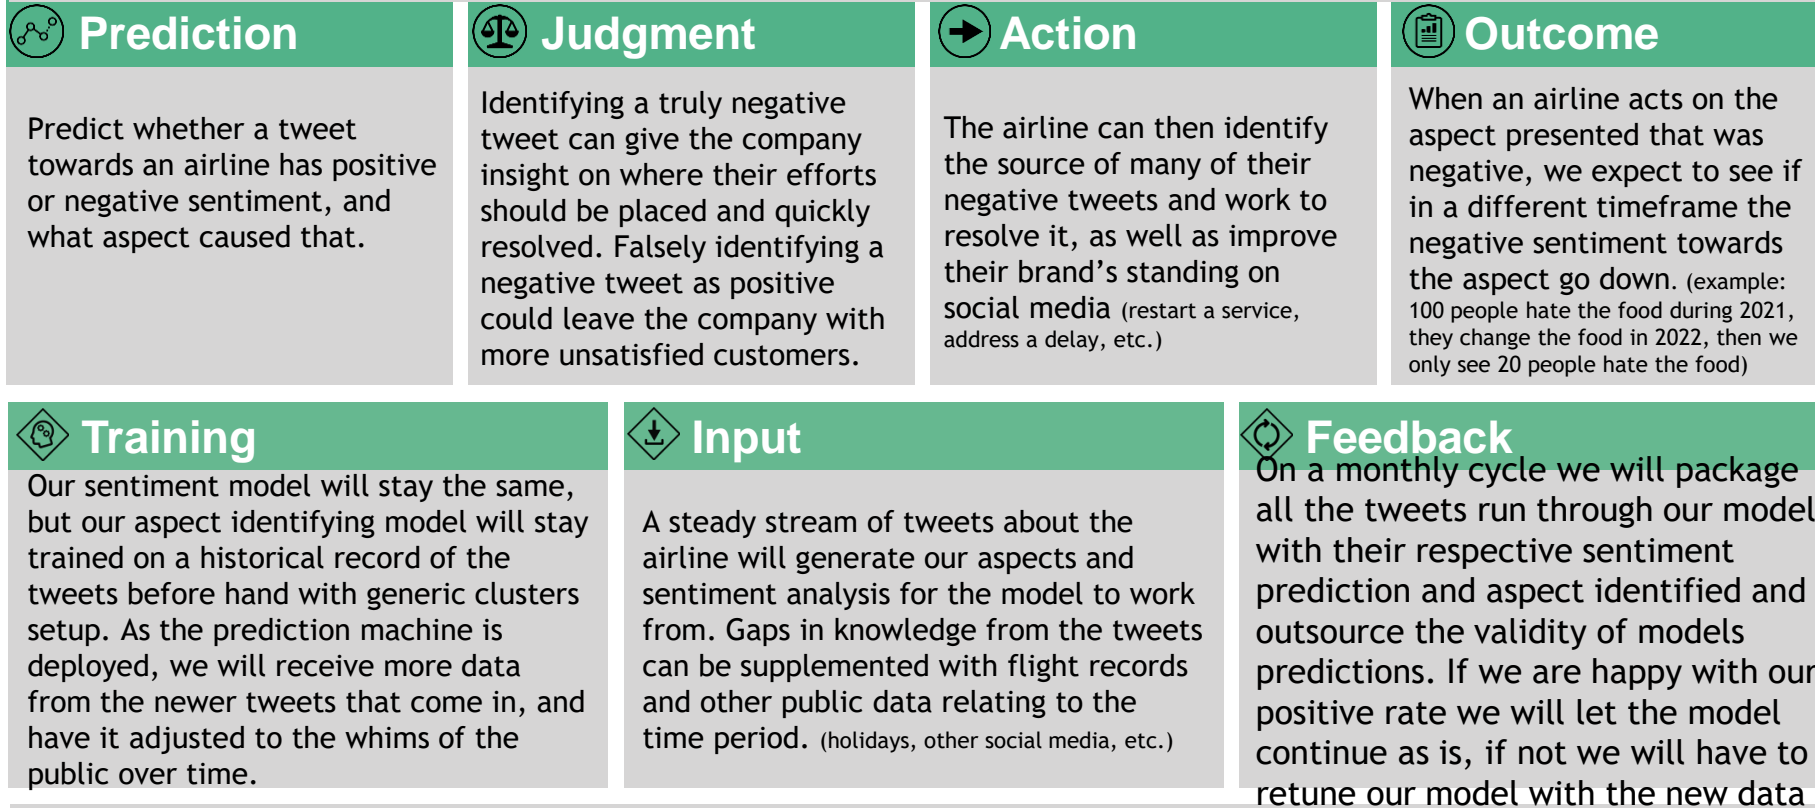 Prediction
Predict whether a tweet
towards an airline has positive
or negative sentiment, and
what aspect caused that.
Judgment
Identifying a truly negative
tweet can give the company
insight on where their efforts
should be placed and quickly
resolved. Falsely identifying a
negative tweet as positive
could leave the company with
more unsatisfied customers.
Action
The airline can then identify
the source of many of their
negative tweets and work to
resolve it, as well as improve
their brand’s standing on
social media (restart a service,
address a delay, etc.)
Outcome
When an airline acts on the
aspect presented that was
negative, we expect to see if
in a different timeframe the
negative sentiment towards
the aspect go down. (example:
100 people hate the food during 2021,
they change the food in 2022, then we
only see 20 people hate the food)
Training
Our sentiment model will stay the same,
but our aspect identifying model will stay
trained on a historical record of the
tweets before hand with generic clusters
setup. As the prediction machine is
deployed, we will receive more data
from the newer tweets that come in, and
have it adjusted to the whims of the
public over time.
Input
A steady stream of tweets about the
airline will generate our aspects and
sentiment analysis for the model to work
from. Gaps in knowledge from the tweets
can be supplemented with flight records
and other public data relating to the
time period. (holidays, other social media, etc.)
Feedback
On a monthly cycle we will package
all the tweets run through our model
with their respective sentiment
prediction and aspect identified and
outsource the validity of models
predictions. If we are happy with our
positive rate we will let the model
continue as is, if not we will have to
retune our model with the new data